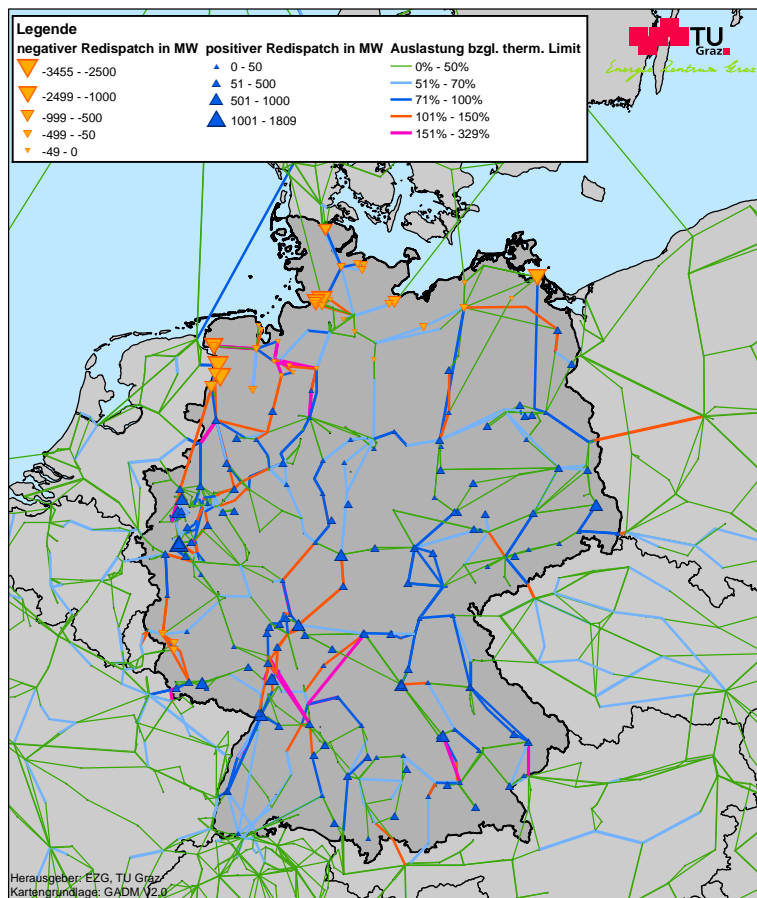 Legende
negativer Redispatch in MW
-3455 - -2500
-2499 - -1000
-999 - -500
-499 - -50
-49 - 0
positiver Redispatch in MW
0 - 50
51 - 500
501 - 1000
1001 - 1809
Auslastung bzgl. therm. Limit
0% - 50%
51% - 70%
71% - 100%
101% - 150%
151% - 329%
TU
Graz
Energie Zentrum Graz
Herausgeber: EZG, TU Graz
Kartengrundlage: GADM V2.0